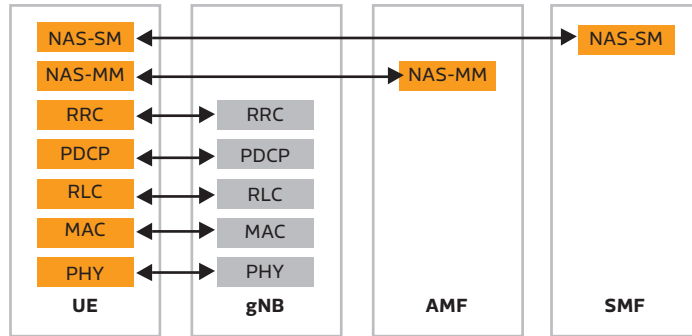 NAS-SM NAS-SM
NAS-MM NAS-MM
RRC RRC
PDCP PDCP
RLC RLC
MAC MAC
PHY PHY
UE gNB AMF SMF